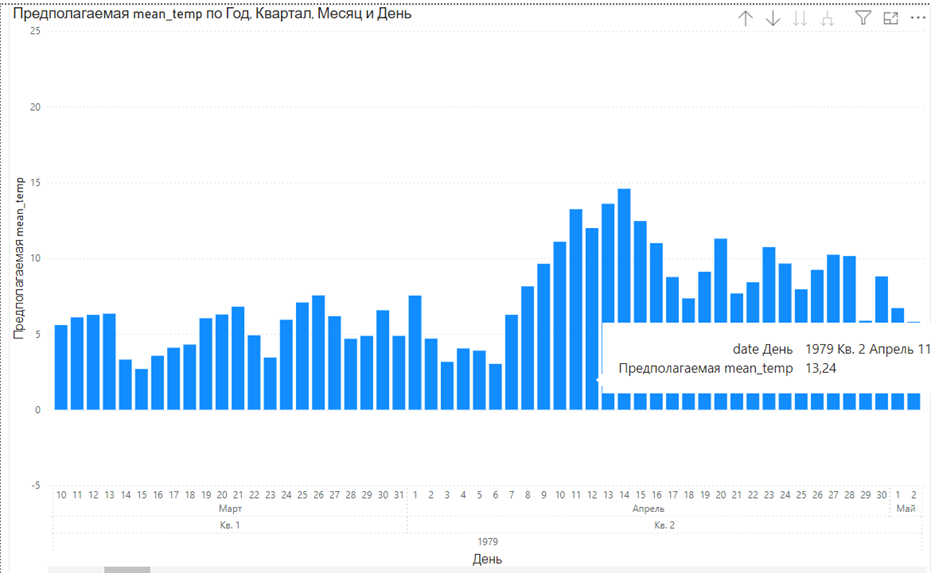 Предполагаемая mean_temp по Год, Квартал, Месяц и День
25
20
15
10
5
0
-5
Предполагаемая mean_temp
date День 1979 Кв. 2 Апрель 11
Предполагаемая mean_temp 13,24
10 11 12 13 14 15 16 17 18 19 20 21 22 23 24 25 26 27 28 29 30 31 1 2 3 4 5 6 7 8 9 10 11 12 13 14 15 16 17 18 19 20 21 22 23 24 25 26 27 28 29 30 1 2
Март Апрель Май
Кв. 1 Кв. 2
1979
День